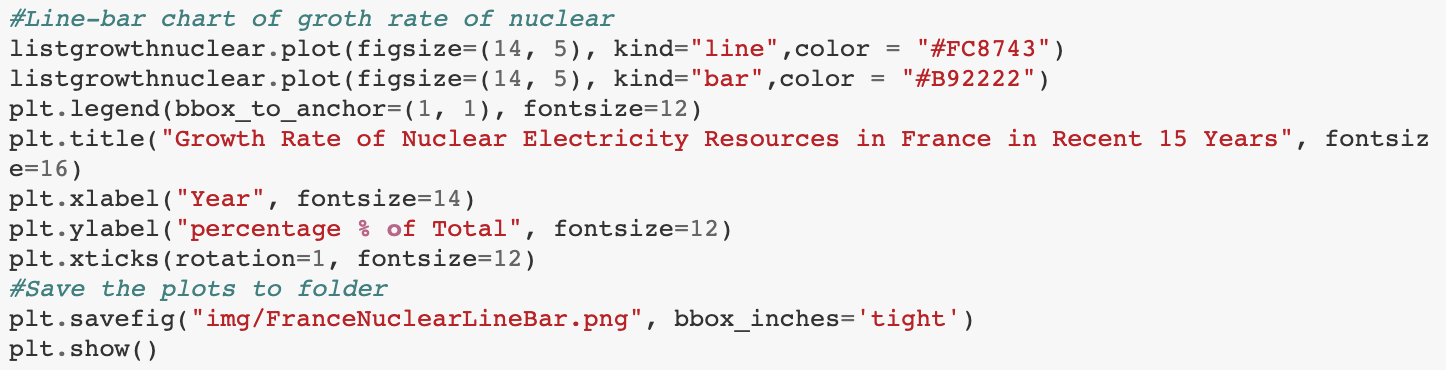 #Line-bar chart of groth rate of nuclear
listgrowthnuclear.plot(figsize=(14, 5), kind="line",color = "#FC8743")
listgrowthnuclear.plot(figsize=(14, 5), kind="bar",color = "#B92222")
plt.legend(bbox_to_anchor=(1, 1), fontsize=12)
plt.title("Growth Rate of Nuclear Electricity Resources in France in Recent 15 Years", fontsiz
e=16)
plt.xlabel("Year", fontsize=14)
plt.ylabel("percentage % of Total", fontsize=12)
plt.xticks(rotation=1, fontsize=12)
#Save the plots to folder
plt.savefig("img/FranceNuclearLineBar.png", bbox_inches='tight')
plt.show()